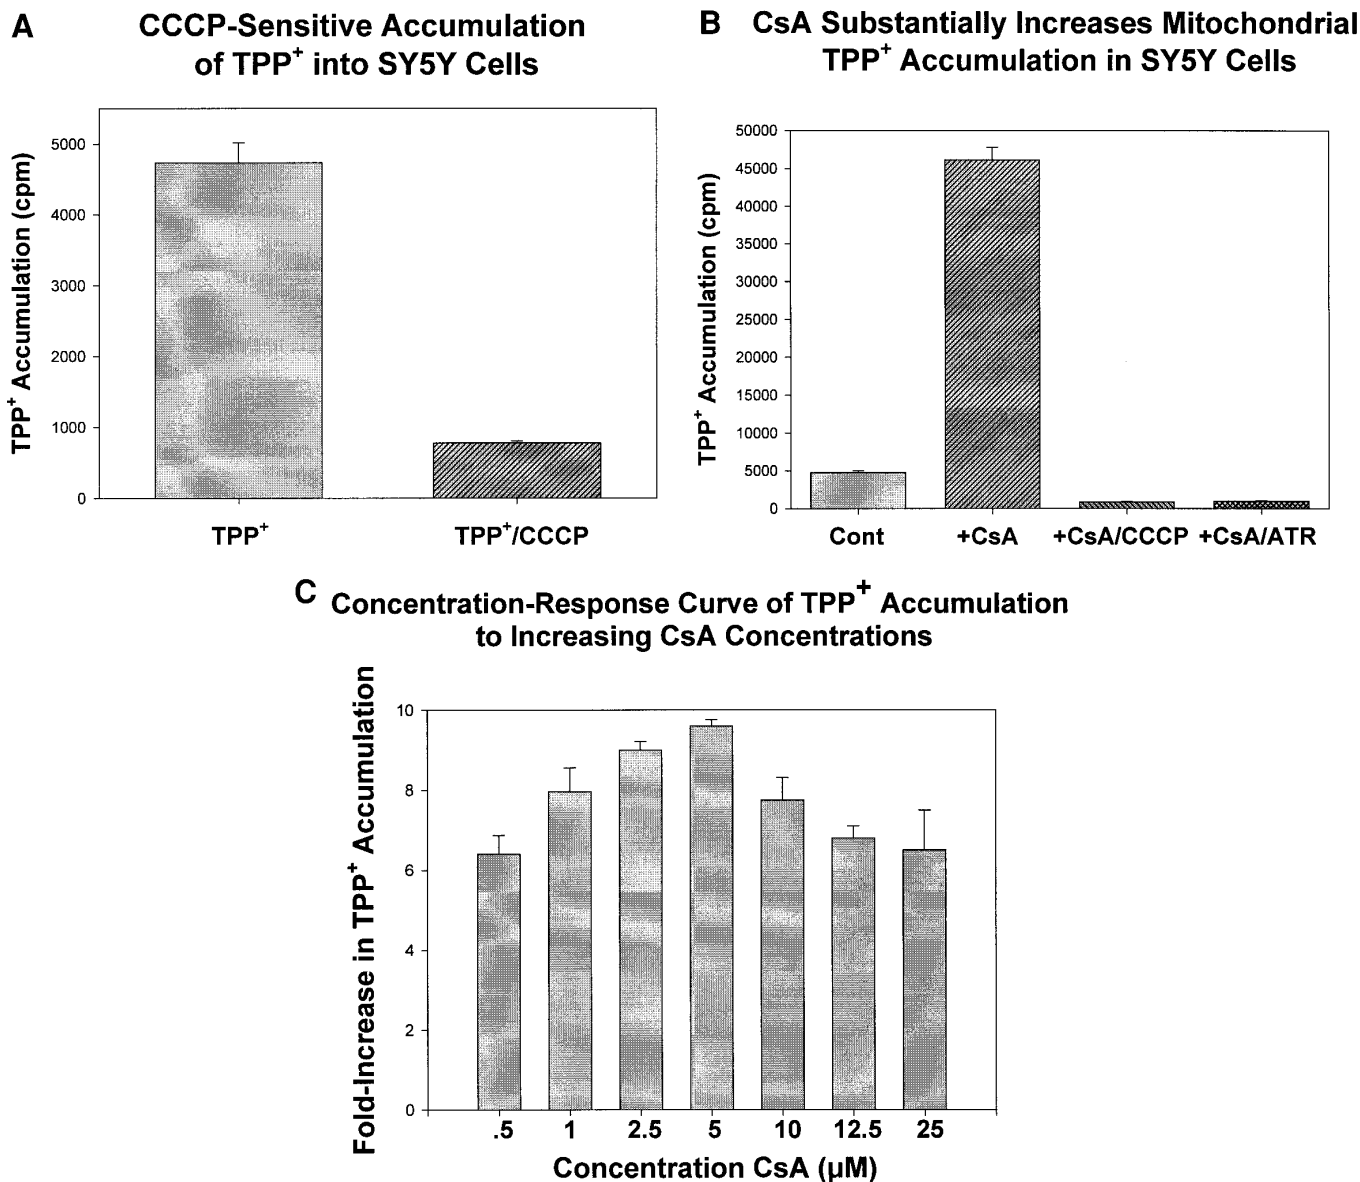 A
CCCP-Sensitive Accumulation
of TPP⁺ into SY5Y Cells
TPP⁺ Accumulation (cpm)
5000
4000
3000
2000
1000
0
TPP⁺
TPP⁺/CCCP
B
CsA Substantially Increases Mitochondrial
TPP⁺ Accumulation in SY5Y Cells
TPP⁺ Accumulation (cpm)
50000
45000
40000
35000
30000
25000
20000
15000
10000
5000
0
Cont
+CsA
+CsA/CCCP
+CsA/ATR
C
Concentration-Response Curve of TPP⁺ Accumulation
to Increasing CsA Concentrations
Fold-Increase in TPP⁺ Accumulation
10
8
6
4
2
0
.5
1
2.5
5
10
12.5
25
Concentration CsA (µM)